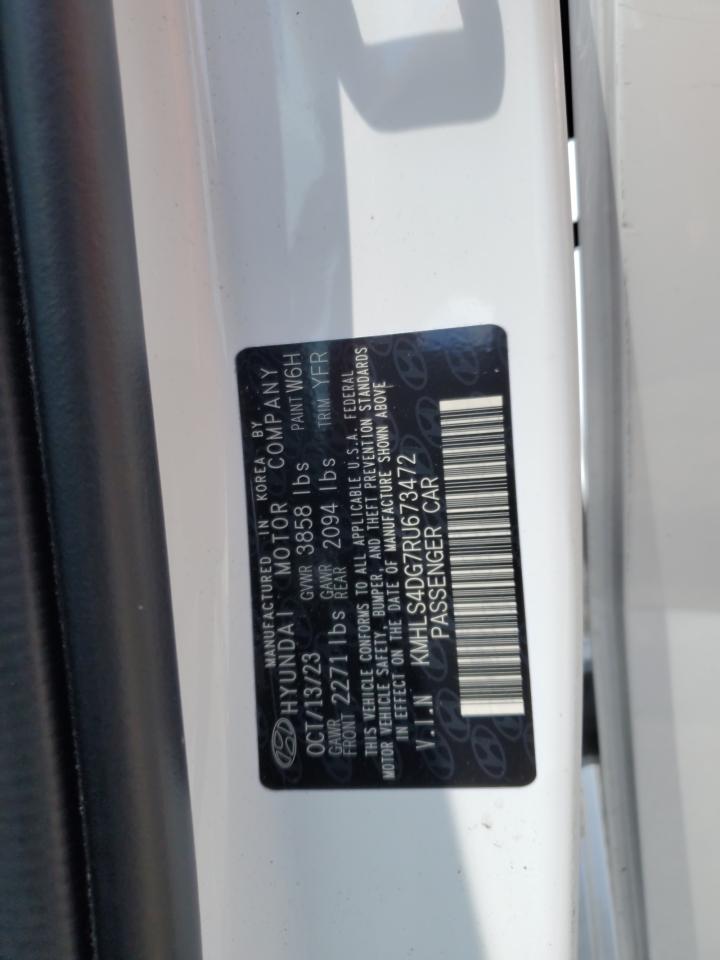 MANUFACTURED IN KOREA BY
HYUNDAI MOTOR COMPANY
OCT/13/23 GVWR 3858 lbs PAINT W6H
GAWR FRONT 2271 lbs GAWR REAR 2094 lbs TRIM YFR
THIS VEHICLE CONFORMS TO ALL APPLICABLE U.S.A. FEDERAL
MOTOR VEHICLE SAFETY, BUMPER, AND THEFT PREVENTION STANDARDS
IN EFFECT ON THE DATE OF MANUFACTURE SHOWN ABOVE
V.I.N KMHLS4DG7RU673472
PASSENGER CAR